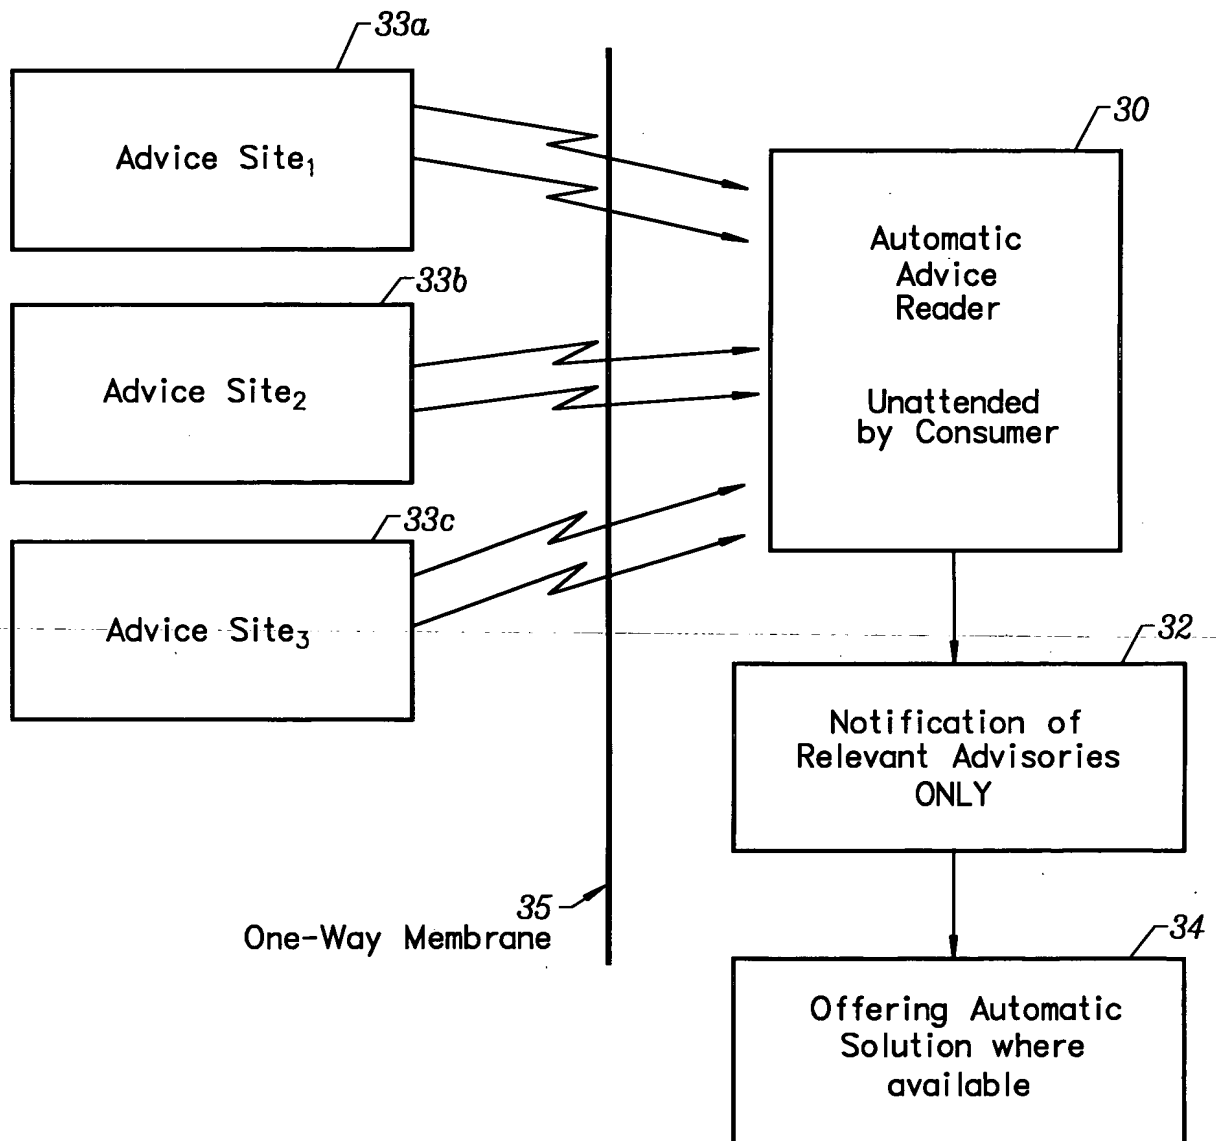 33a
Advice Site₁
30
Automatic
Advice
Reader
Unattended
by Consumer
33b
Advice Site₂
33c
Advice Site₃
32
Notification of
Relevant Advisories
ONLY
35
One-Way Membrane
34
Offering Automatic
Solution where
available